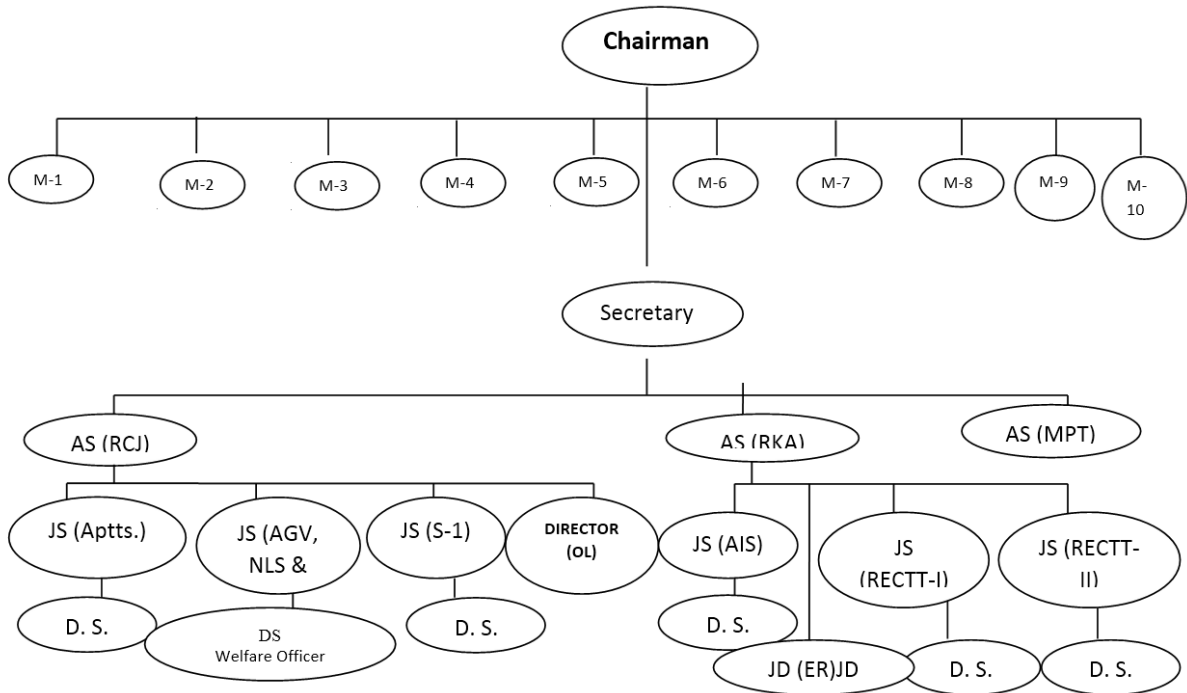 Chairman
M-1
M-2
M-3
M-4
M-5
M-6
M-7
M-8
M-9
M-
10
Secretary
AS (RCJ)
AS (RKA)
AS (MPT)
JS (Aptts.)
JS (AGV,
NLS &
JS (S-1)
DIRECTOR
(OL)
JS (AIS)
JS
(RECTT-I)
JS (RECTT-
II)
D. S.
DS
Welfare Officer
D. S.
D. S.
JD (ER)JD
D. S.
D. S.